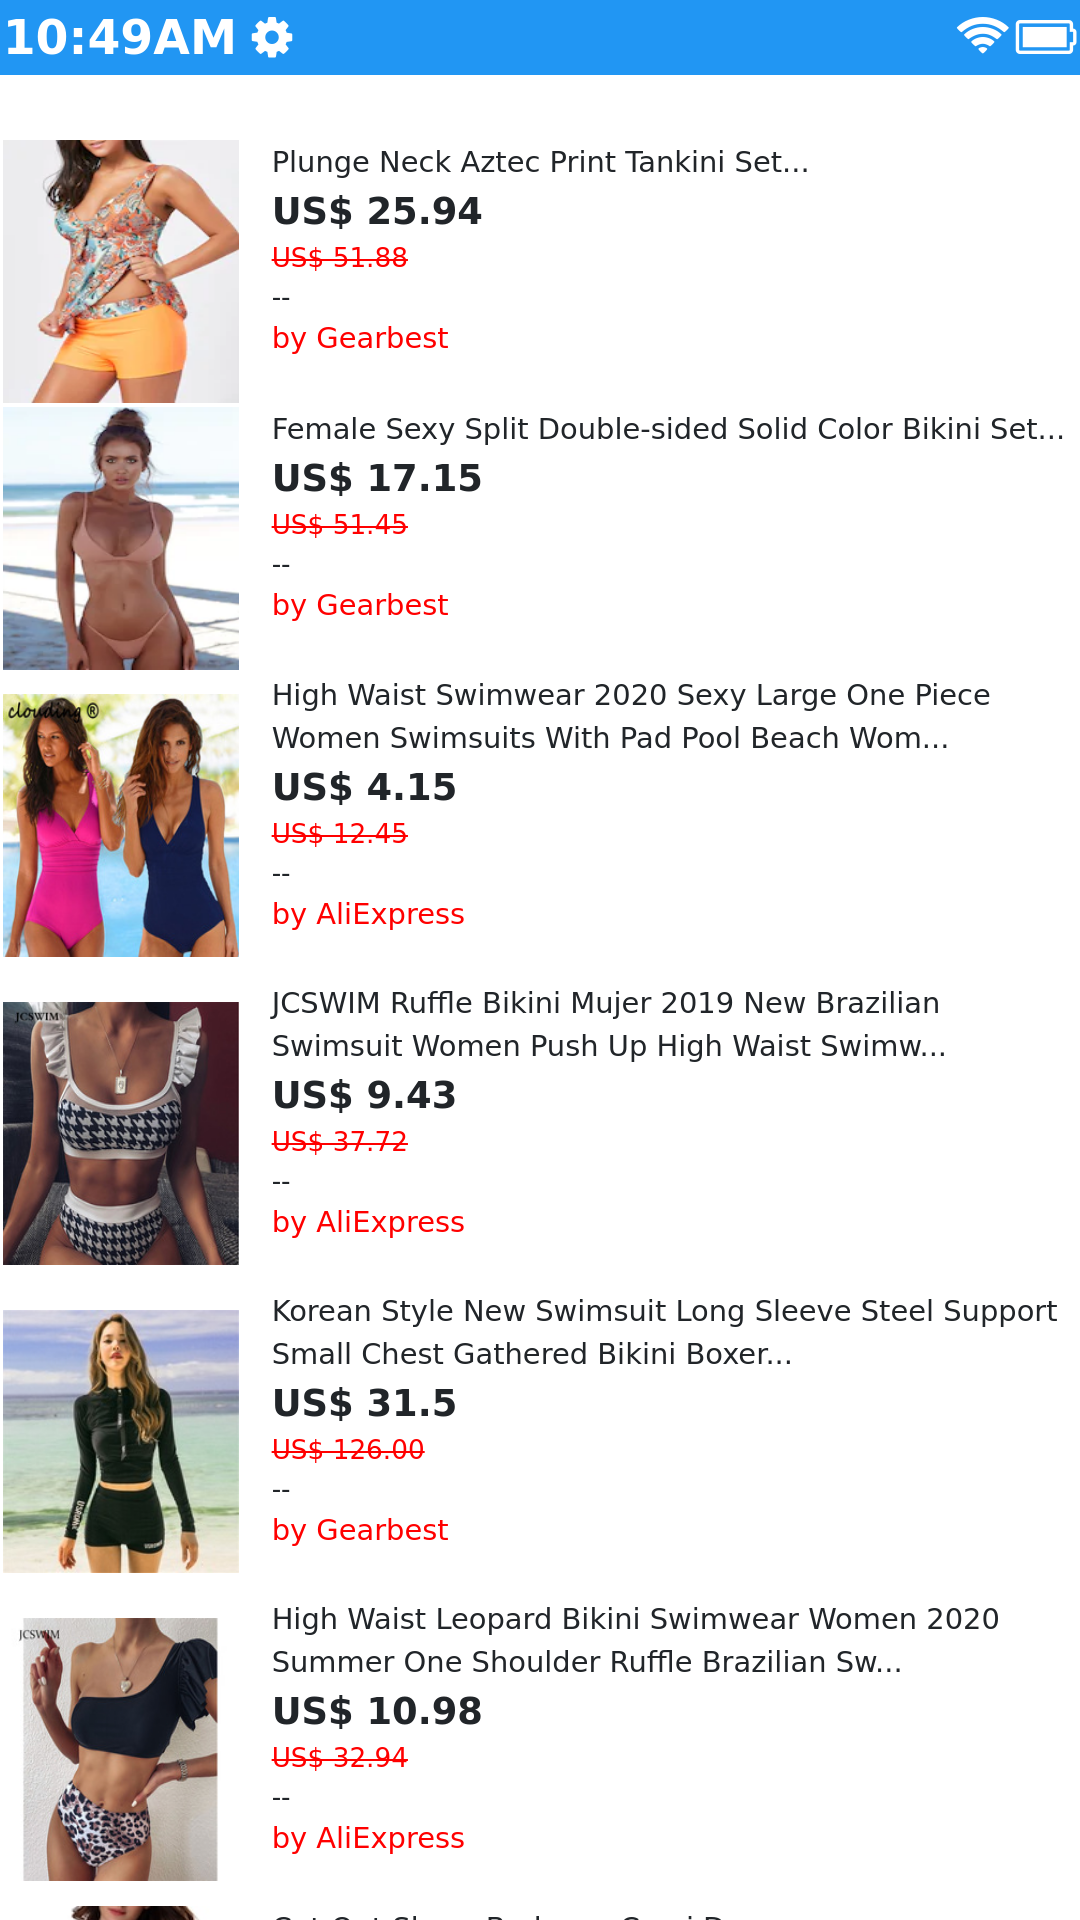 10:49AM
Plunge Neck Aztec Print Tankini Set...
US$ 25.94
US$ 51.88
--
by Gearbest
Female Sexy Split Double-sided Solid Color Bikini Set...
US$ 17.15
US$ 51.45
--
by Gearbest
clouding ®
High Waist Swimwear 2020 Sexy Large One Piece
Women Swimsuits With Pad Pool Beach Wom...
US$ 4.15
US$ 12.45
--
by AliExpress
JCSWIM
JCSWIM Ruffle Bikini Mujer 2019 New Brazilian
Swimsuit Women Push Up High Waist Swimw...
US$ 9.43
US$ 37.72
--
by AliExpress
Korean Style New Swimsuit Long Sleeve Steel Support
Small Chest Gathered Bikini Boxer...
US$ 31.5
US$ 126.00
--
by Gearbest
JCSWIM
High Waist Leopard Bikini Swimwear Women 2020
Summer One Shoulder Ruffle Brazilian Sw...
US$ 10.98
US$ 32.94
--
by AliExpress